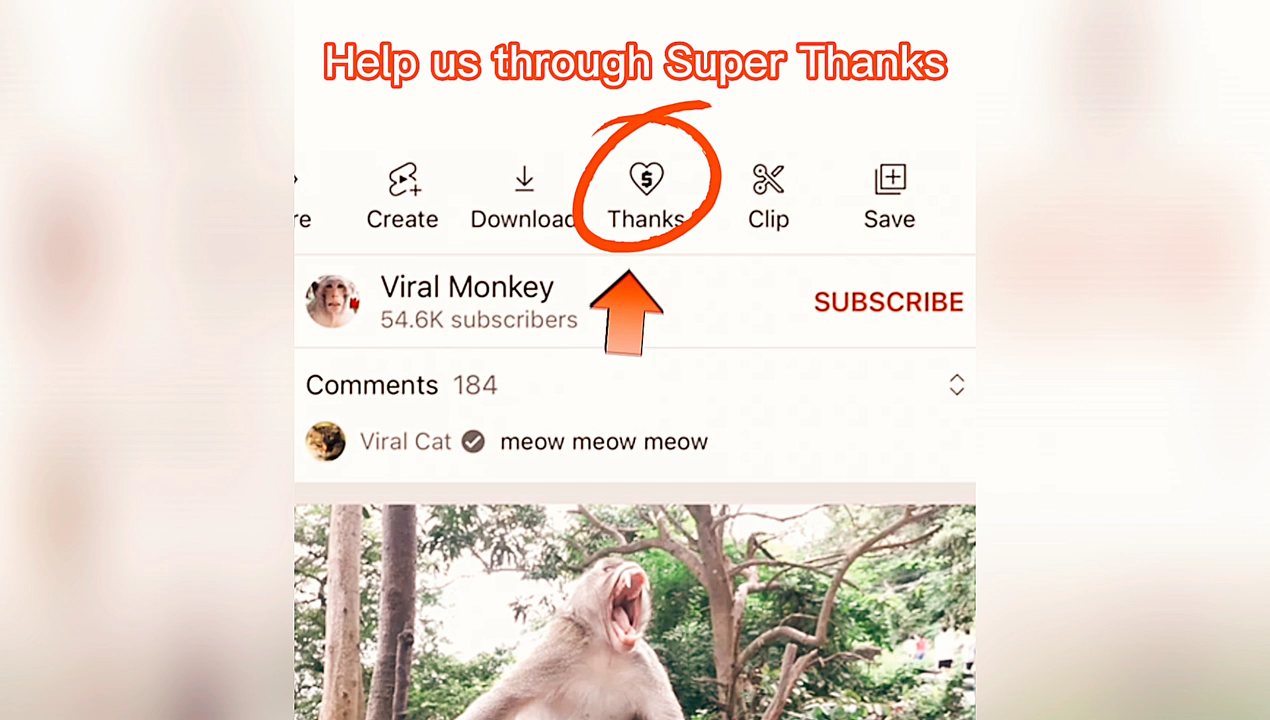 Help us through Super Thanks
re Create Download Thanks Clip Save
Viral Monkey
54.6K subscribers
SUBSCRIBE
Comments 184
Viral Cat meow meow meow